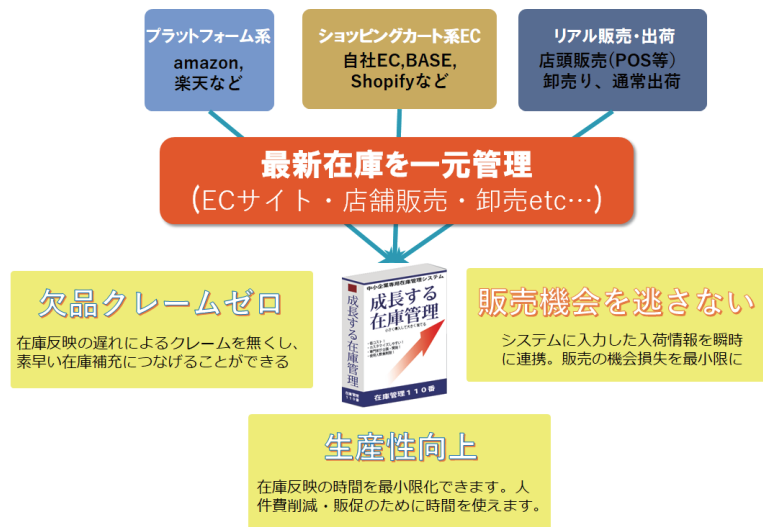 プラットフォーム系
amazon,
楽天など
ショッピングカート系EC
自社EC,BASE,
Shopifyなど
リアル販売・出荷
店頭販売(POS等)
卸売り、通常出荷
最新在庫を一元管理
(ECサイト・店舗販売・卸売etc…)
欠品クレームゼロ
在庫反映の遅れによるクレームを無くし、
素早い在庫補充につなげることができる
中小企業専用在庫管理システム
成長する
在庫管理
成長する在庫管理
在庫管理110番
販売機会を逃さない
システムに入力した入荷情報を瞬時
に連携。販売の機会損失を最小限に
生産性向上
在庫反映の時間を最小限化できます。人
件費削減・販促のために時間を使えます。